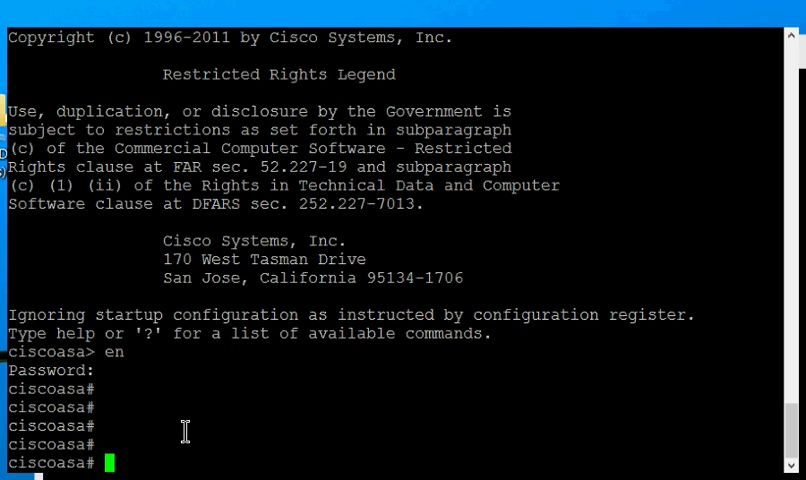 Copyright (c) 1996-2011 by Cisco Systems, Inc.
Restricted Rights Legend
Use, duplication, or disclosure by the Government is
subject to restrictions as set forth in subparagraph
(c) of the Commercial Computer Software - Restricted
Rights clause at FAR sec. 52.227-19 and subparagraph
(c) (1) (ii) of the Rights in Technical Data and Computer
Software clause at DFARS sec. 252.227-7013.
Cisco Systems, Inc.
170 West Tasman Drive
San Jose, California 95134-1706
Ignoring startup configuration as instructed by configuration register.
Type help or '?' for a list of available commands.
ciscoasa> en
Password:
ciscoasa#
ciscoasa#
ciscoasa#
ciscoasa#
ciscoasa#